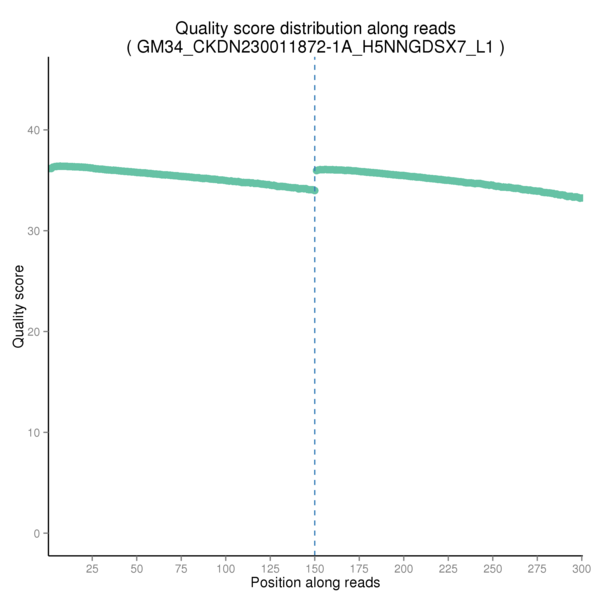 Quality score distribution along reads
( GM34_CKDN230011872-1A_H5NNGDSX7_L1 )
Quality score
40
30
20
10
0
25 50 75 100 125 150 175 200 225 250 275 300
Position along reads